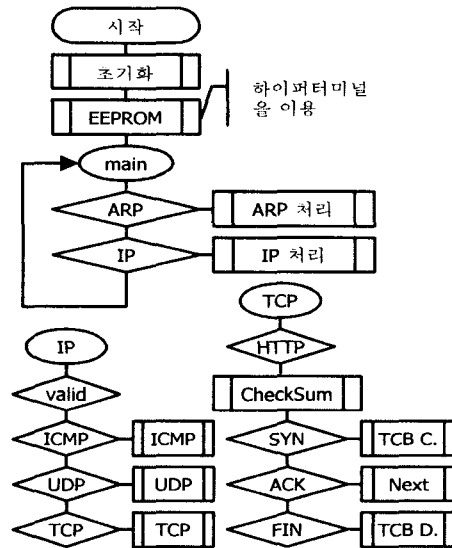 시작
초기화
EEPROM
하이퍼터미널
을 이용
main
ARP
ARP 처리
IP
IP 처리
IP
valid
ICMP
ICMP
UDP
UDP
TCP
TCP
TCP
HTTP
CheckSum
SYN
TCB C.
ACK
Next
FIN
TCB D.